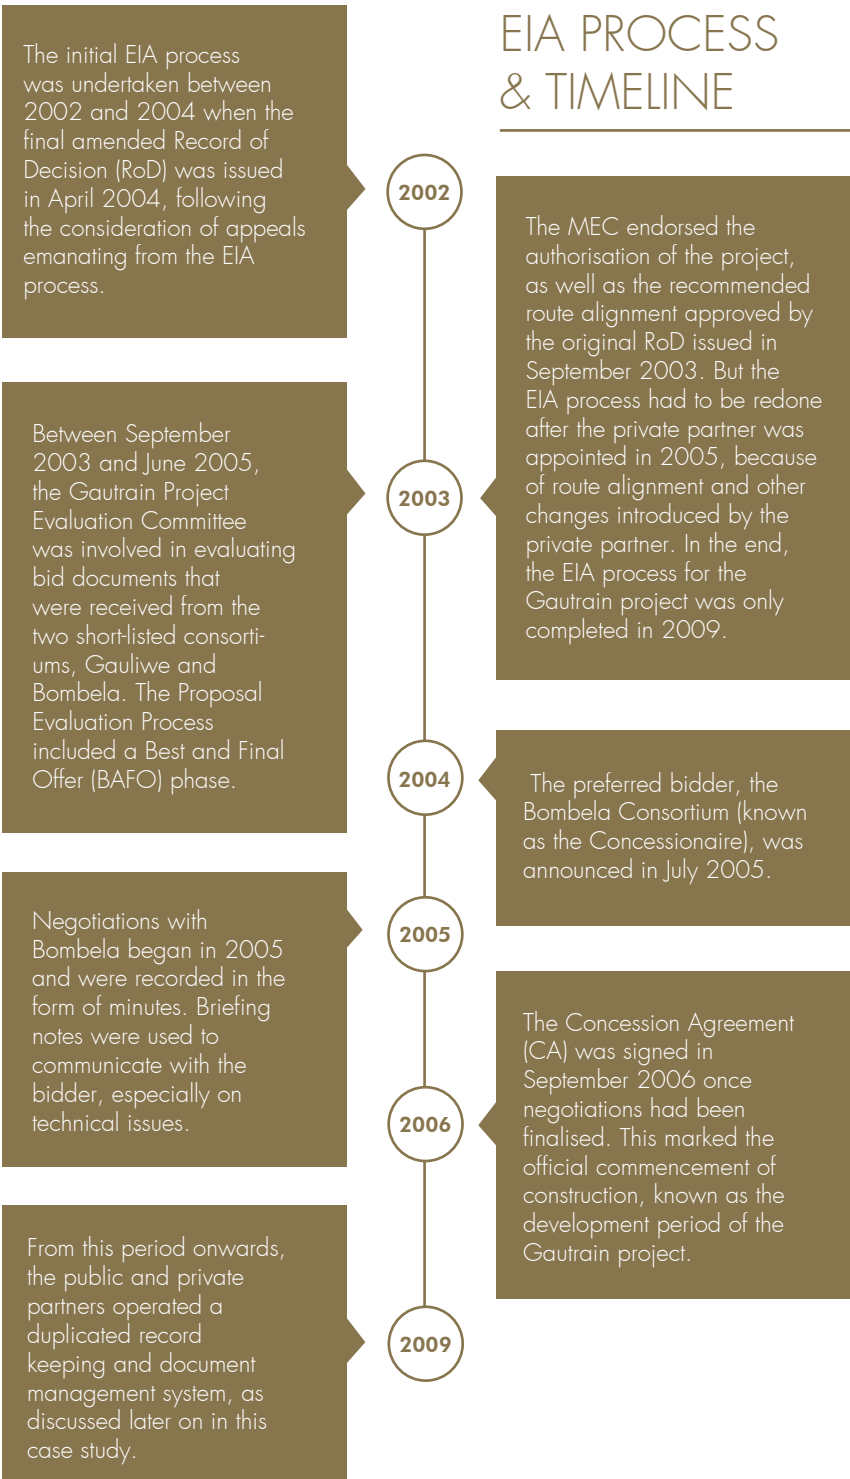 EIA PROCESS
& TIMELINE
The initial EIA process
was undertaken between
2002 and 2004 when the
final amended Record of
Decision (RoD) was issued
in April 2004, following
the consideration of appeals
emanating from the EIA
process.
2002
The MEC endorsed the
authorisation of the project,
as well as the recommended
route alignment approved by
the original RoD issued in
September 2003. But the
EIA process had to be redone
after the private partner was
appointed in 2005, because
of route alignment and other
changes introduced by the
private partner. In the end,
the EIA process for the
Gautrain project was only
completed in 2009.
Between September
2003 and June 2005,
the Gautrain Project
Evaluation Committee
was involved in evaluating
bid documents that
were received from the
two short-listed consorti-
ums, Gauliwe and
Bombela. The Proposal
Evaluation Process
included a Best and Final
Offer (BAFO) phase.
2003
2004
The preferred bidder, the
Bombela Consortium (known
as the Concessionaire), was
announced in July 2005.
Negotiations with
Bombela began in 2005
and were recorded in the
form of minutes. Briefing
notes were used to
communicate with the
bidder, especially on
technical issues.
2005
The Concession Agreement
(CA) was signed in
September 2006 once
negotiations had been
finalised. This marked the
official commencement of
construction, known as the
development period of the
Gautrain project.
2006
From this period onwards,
the public and private
partners operated a
duplicated record
keeping and document
management system, as
discussed later on in this
case study.
2009